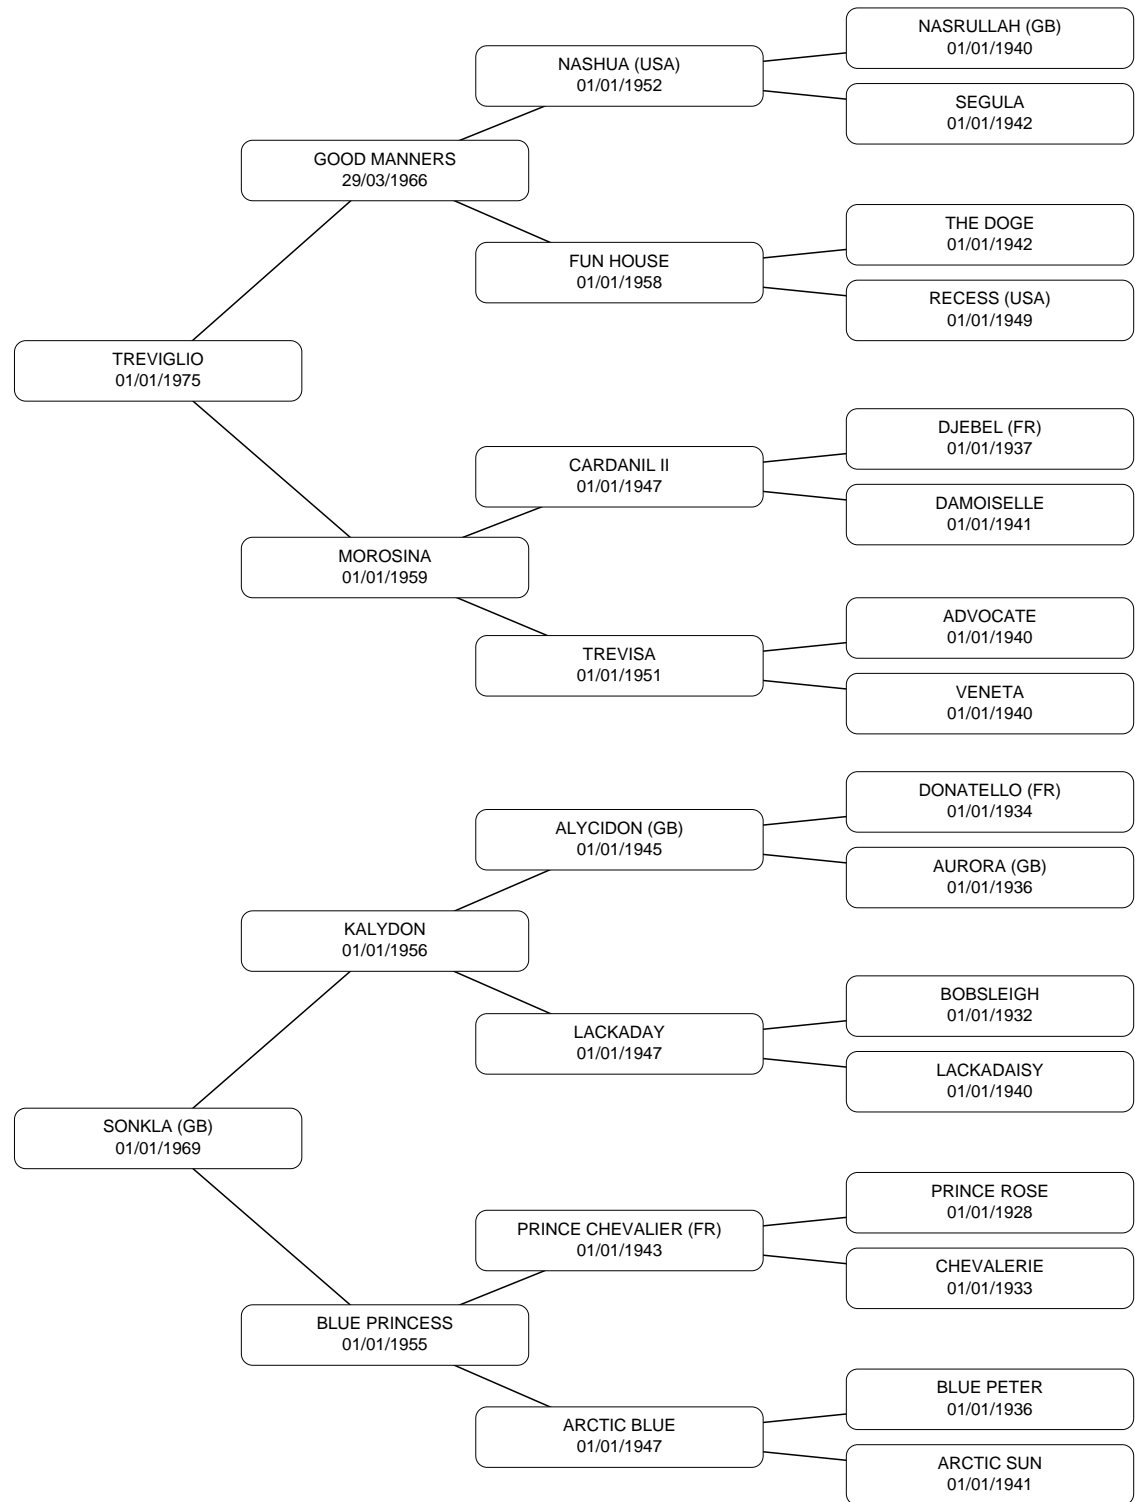 NASRULLAH (GB)
01/01/1940
NASHUA (USA)
01/01/1952
SEGULA
01/01/1942
GOOD MANNERS
29/03/1966
THE DOGE
01/01/1942
FUN HOUSE
01/01/1958
RECESS (USA)
01/01/1949
TREVIGLIO
01/01/1975
DJEBEL (FR)
01/01/1937
CARDANIL II
01/01/1947
DAMOISELLE
01/01/1941
MOROSINA
01/01/1959
ADVOCATE
01/01/1940
TREVISA
01/01/1951
VENETA
01/01/1940
DONATELLO (FR)
01/01/1934
ALYCIDON (GB)
01/01/1945
AURORA (GB)
01/01/1936
KALYDON
01/01/1956
BOBSLEIGH
01/01/1932
LACKADAY
01/01/1947
LACKADAISY
01/01/1940
SONKLA (GB)
01/01/1969
PRINCE ROSE
01/01/1928
PRINCE CHEVALIER (FR)
01/01/1943
CHEVALERIE
01/01/1933
BLUE PRINCESS
01/01/1955
BLUE PETER
01/01/1936
ARCTIC BLUE
01/01/1947
ARCTIC SUN
01/01/1941